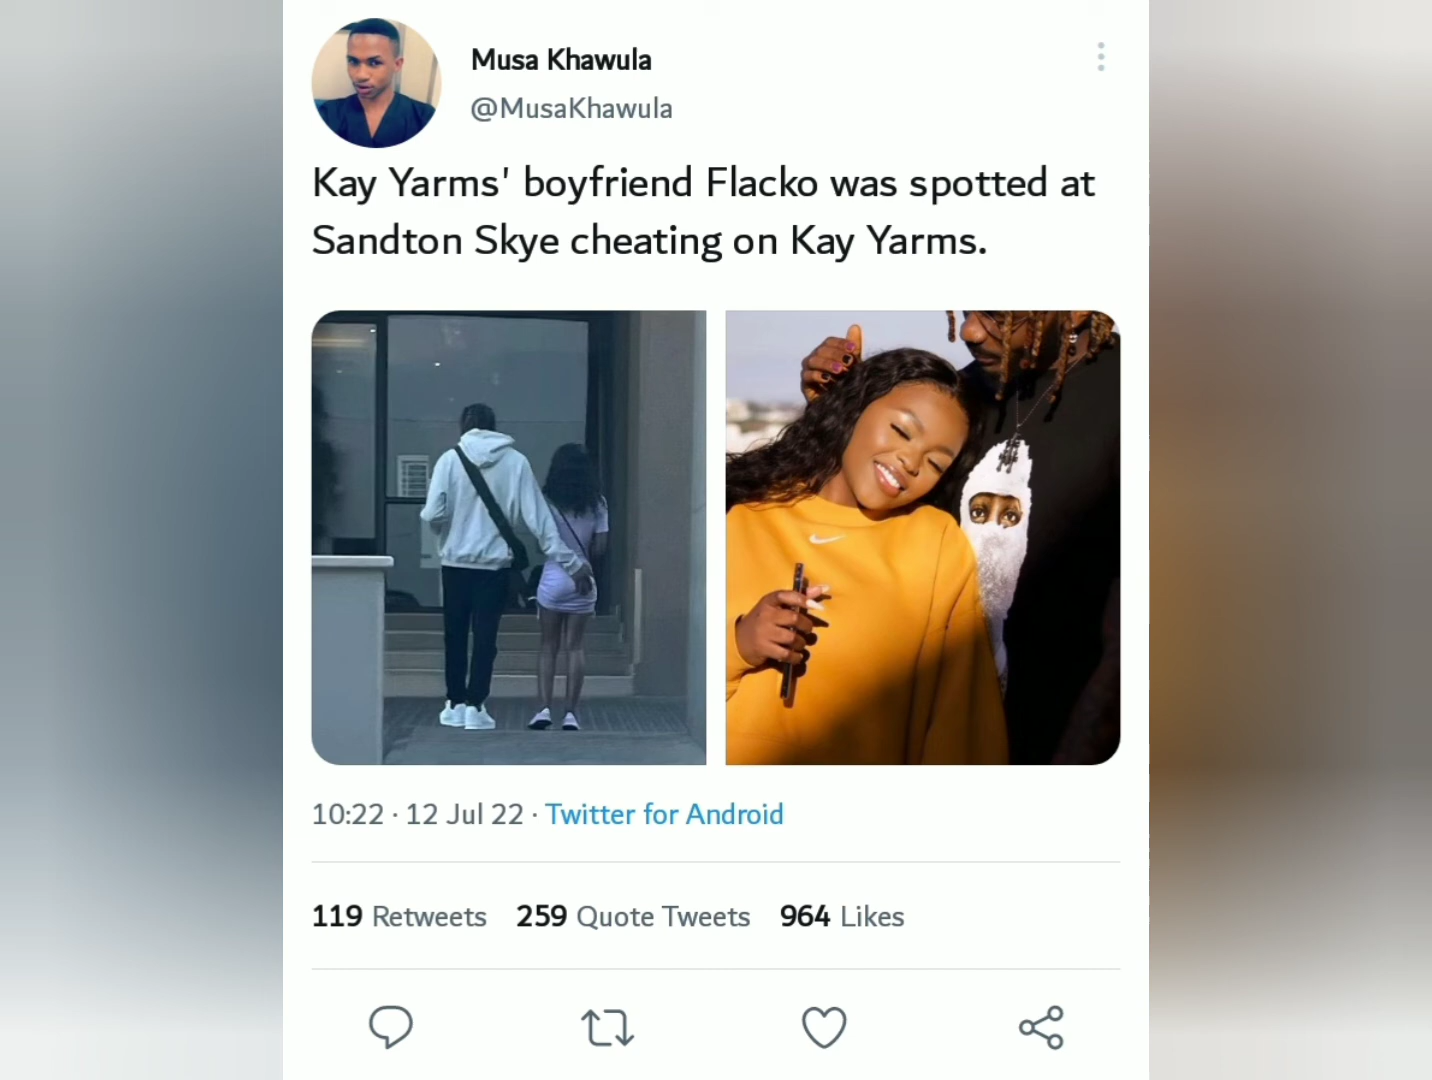 Musa Khawula
@MusaKhawula
Kay Yarms' boyfriend Flacko was spotted at
Sandton Skye cheating on Kay Yarms.
10:22 · 12 Jul 22 · Twitter for Android
119 Retweets 259 Quote Tweets 964 Likes